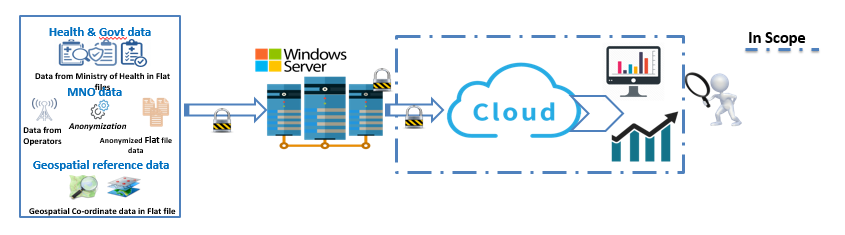 Health & Govt data
Data from Ministry of Health in Flat
files
MNO data
Anonymization
Data from
Operators
Anonymized Flat file
data
Geospatial reference data
Geospatial Co-ordinate data in Flat file
Windows
Server
Cloud
In Scope